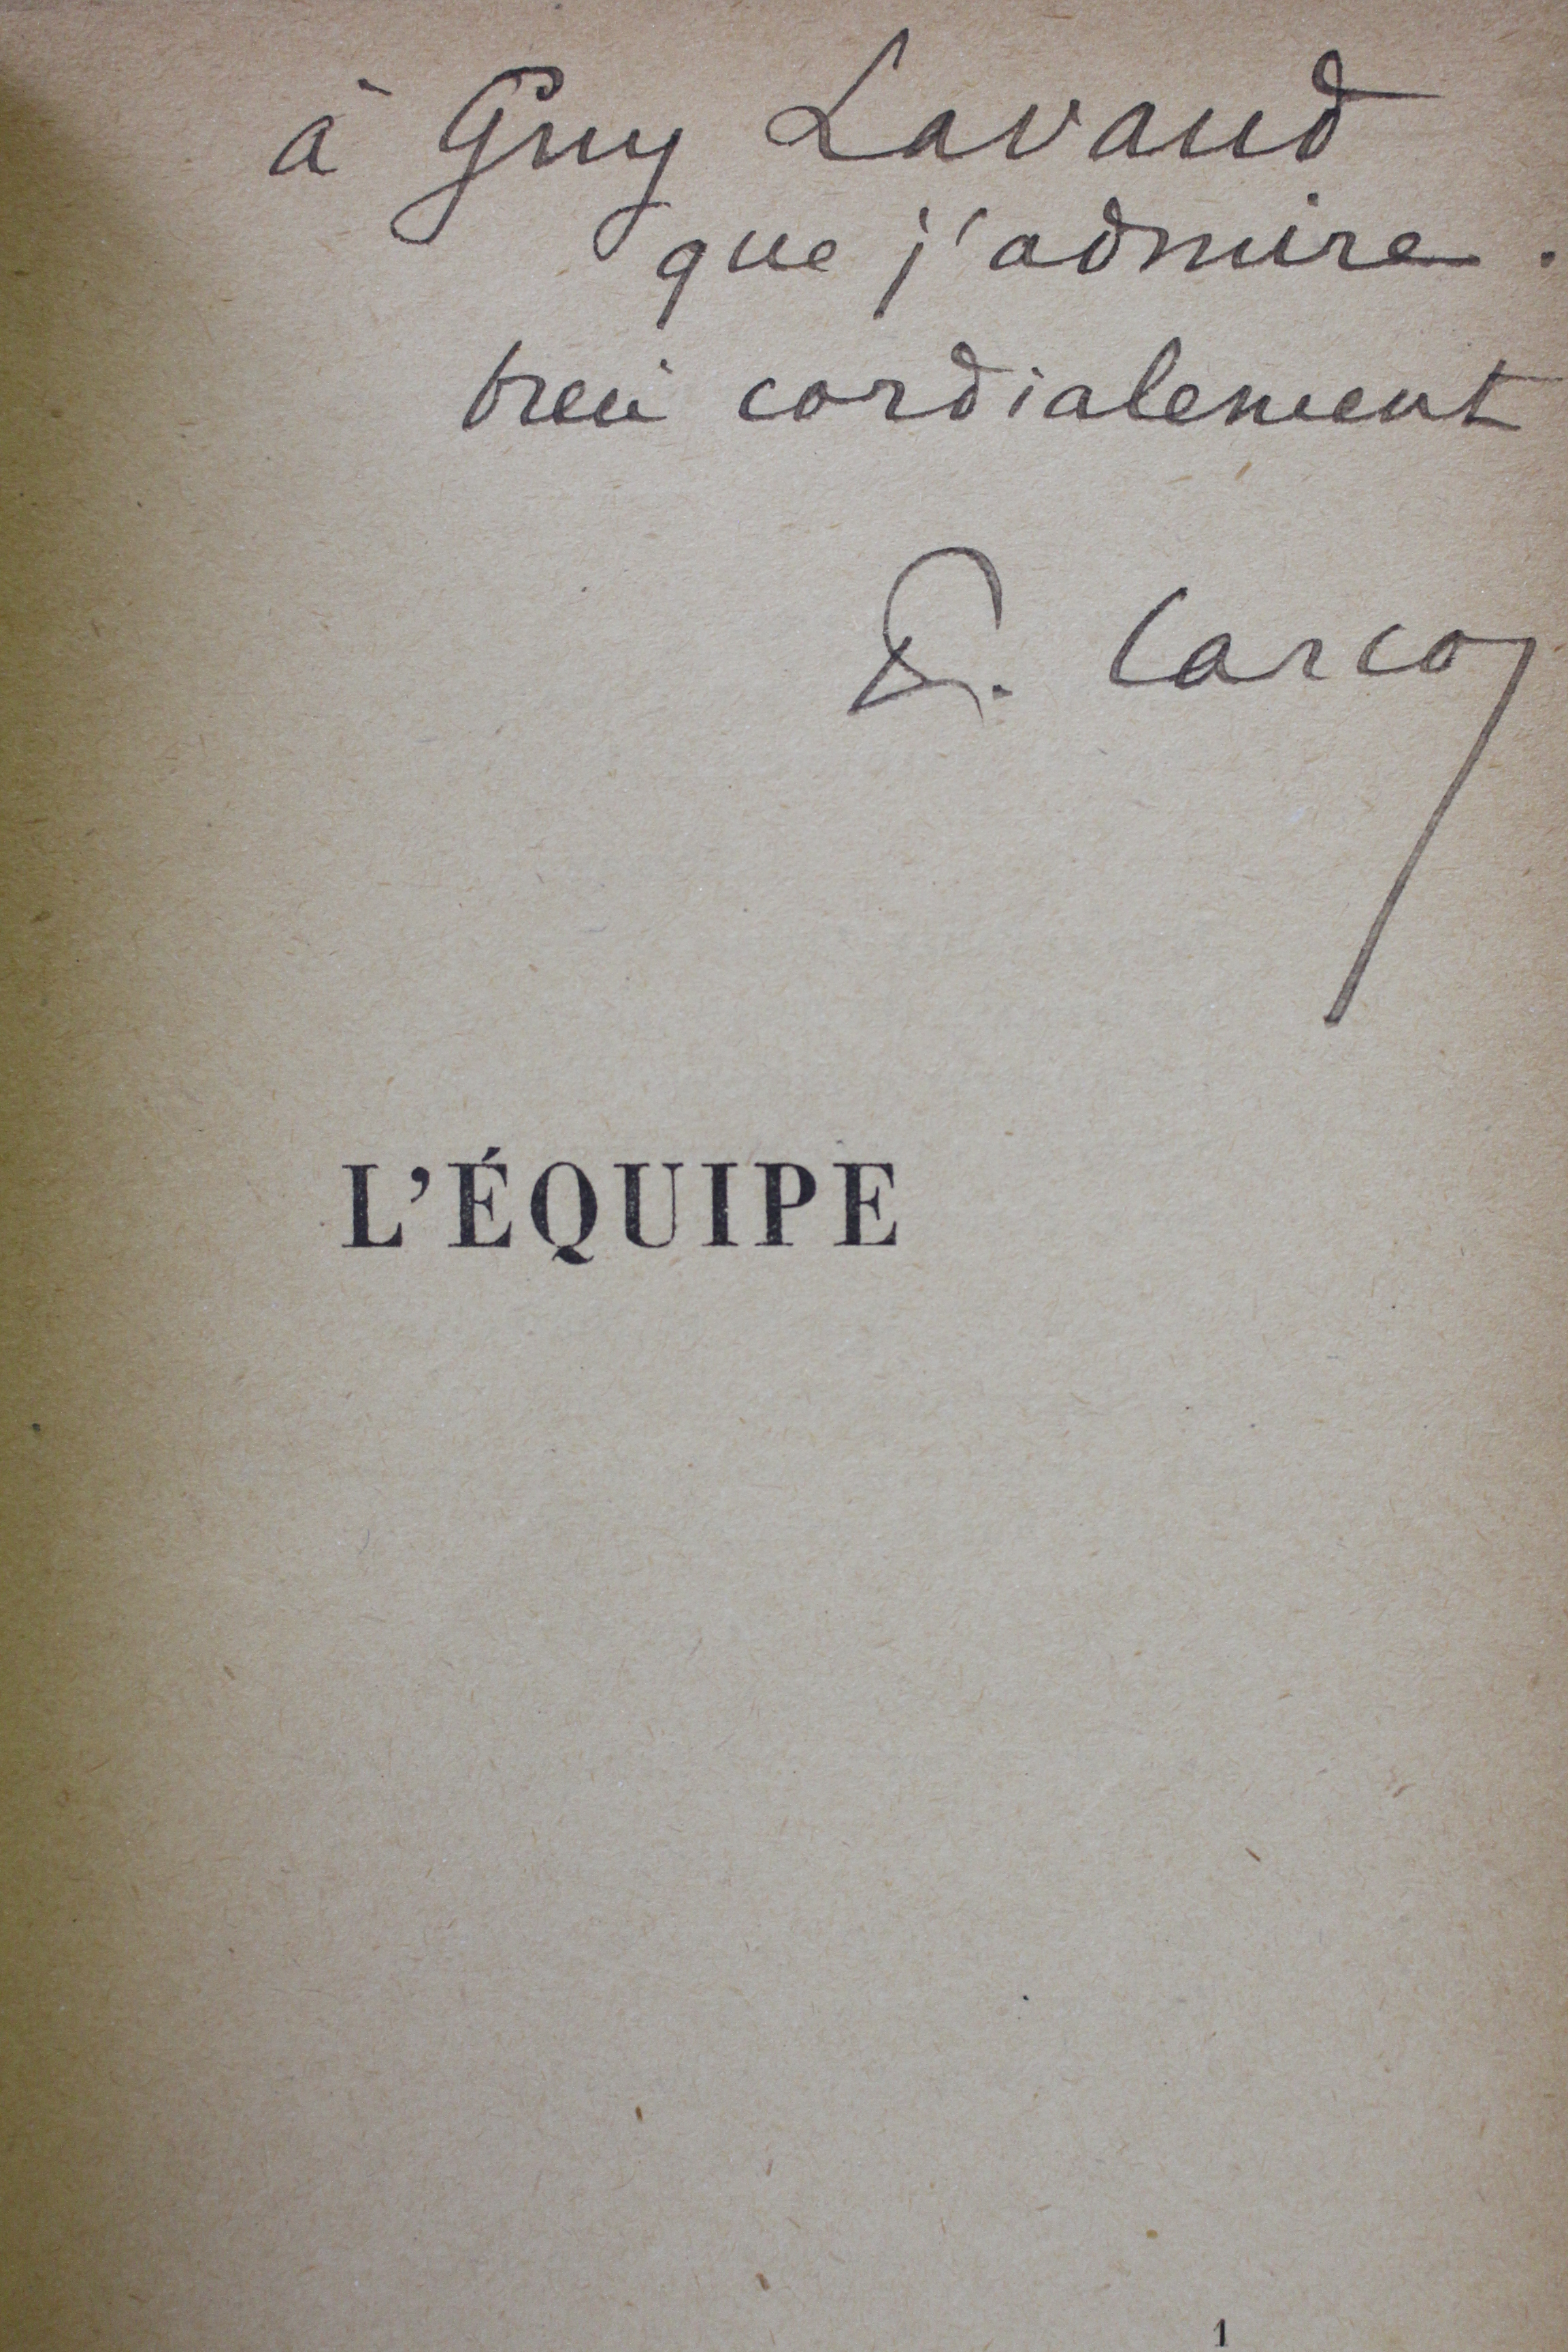 à Guy Lavaud
que j'admire.
bien cordialement
F. Carco
L'ÉQUIPE
1